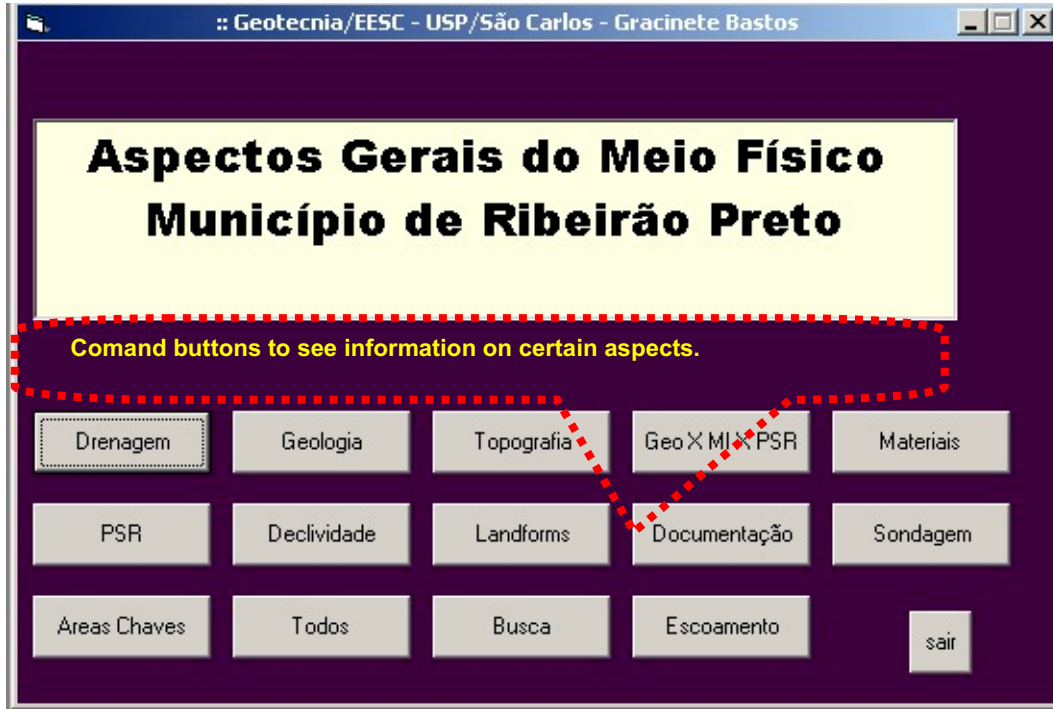 :: Geotecnia/EESC - USP/São Carlos - Gracinete Bastos
Aspectos Gerais do Meio Físico
Município de Ribeirão Preto
Comand buttons to see information on certain aspects.
Drenagem
Geologia
Topografia
Geo X MI X PSR
Materiais
PSR
Declividade
Landforms
Documentação
Sondagem
Areas Chaves
Todos
Busca
Escoamento
sair